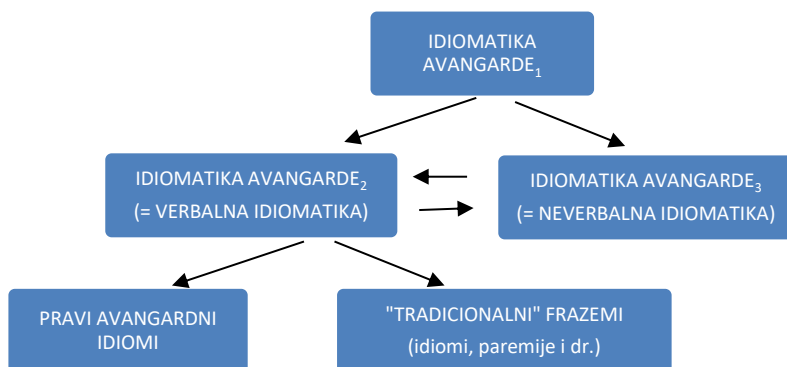 IDIOMATIKA
AVANGARDE₁
IDIOMATIKA AVANGARDE₂
(= VERBALNA IDIOMATIKA)
IDIOMATIKA AVANGARDE₃
(= NEVERBALNA IDIOMATIKA)
PRAVI AVANGARDNI
IDIOMI
"TRADICIONALNI" FRAZEMI
(idiomi, paremije i dr.)